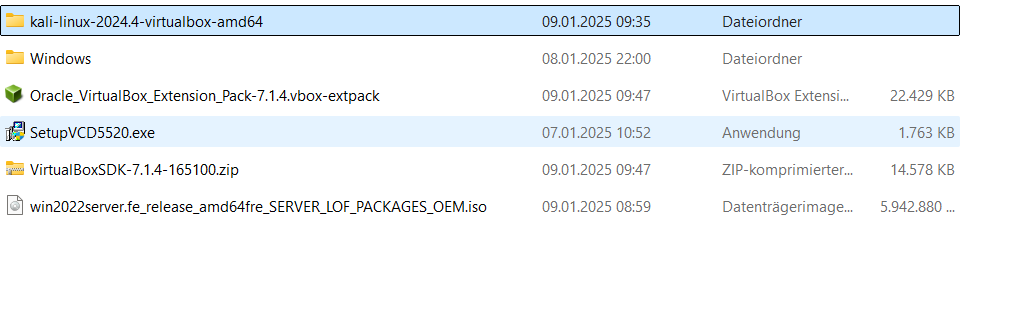 kali-linux-2024.4-virtualbox-amd64 09.01.2025 09:35 Dateiordner
Windows 08.01.2025 22:00 Dateiordner
Oracle_VirtualBox_Extension_Pack-7.1.4.vbox-extpack 09.01.2025 09:47 VirtualBox Extensi... 22.429 KB
SetupVCD5520.exe 07.01.2025 10:52 Anwendung 1.763 KB
VirtualBoxSDK-7.1.4-165100.zip 09.01.2025 09:47 ZIP-komprimierter... 14.578 KB
win2022server.fe_release_amd64fre_SERVER_LOF_PACKAGES_OEM.iso 09.01.2025 08:59 Datenträgerimage... 5.942.880 ...